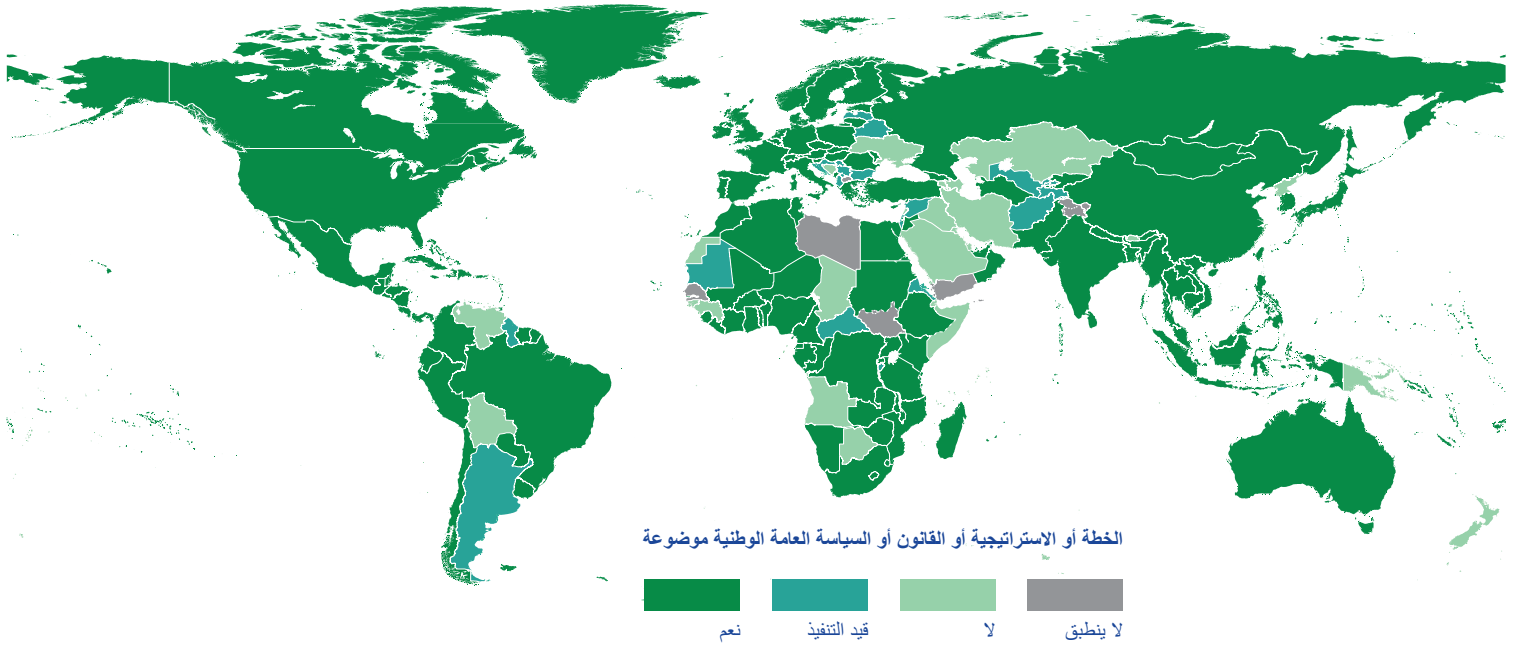 الخطة أو الاستراتيجية أو القانون أو السياسة العامة الوطنية موضوعة
لا ينطبق
لا
قيد التنفيذ
نعم